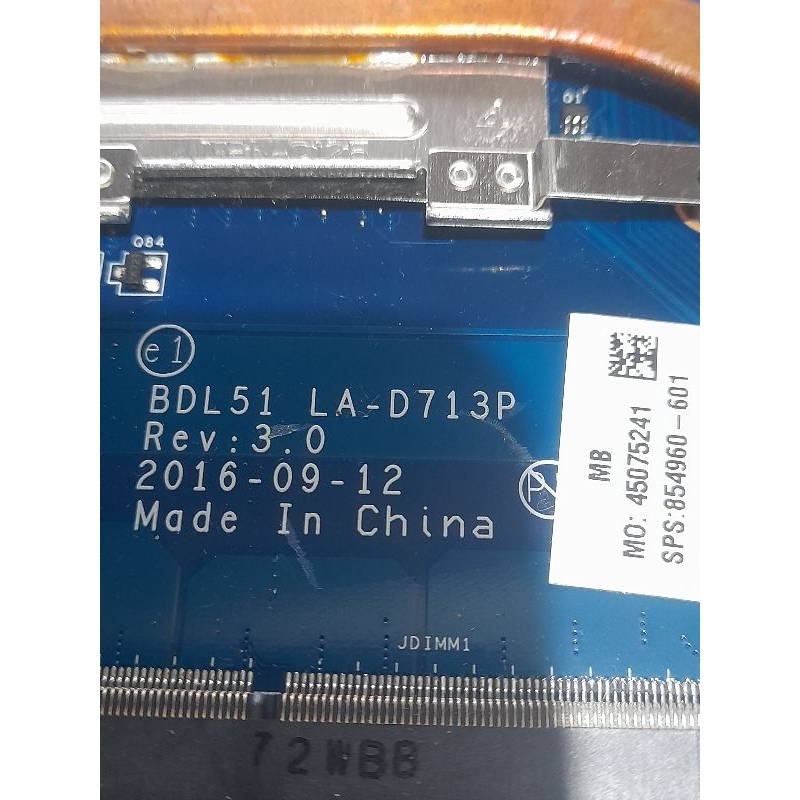 Q84
e1
BDL51 LA-D713P
Rev:3.0
2016-09-12
Made In China
MB
MO: 45075241
SPS:854960-601
JDIMM1
72WBB